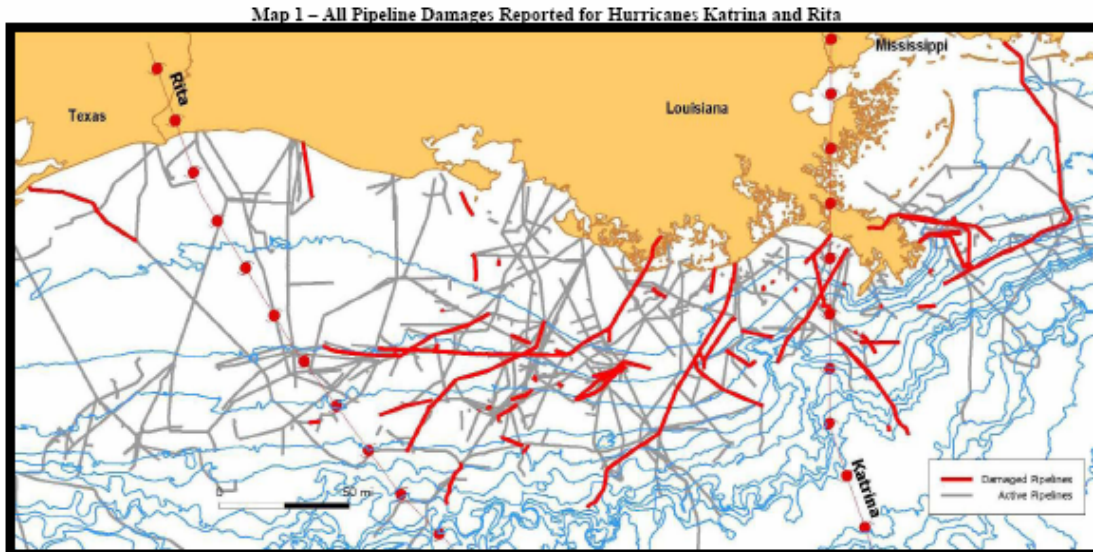 Map 1 – All Pipeline Damages Reported for Hurricanes Katrina and Rita
Mississippi
Rita
Texas
Louisiana
Katrina
0
50 mi
Damaged Pipelines
Active Pipelines